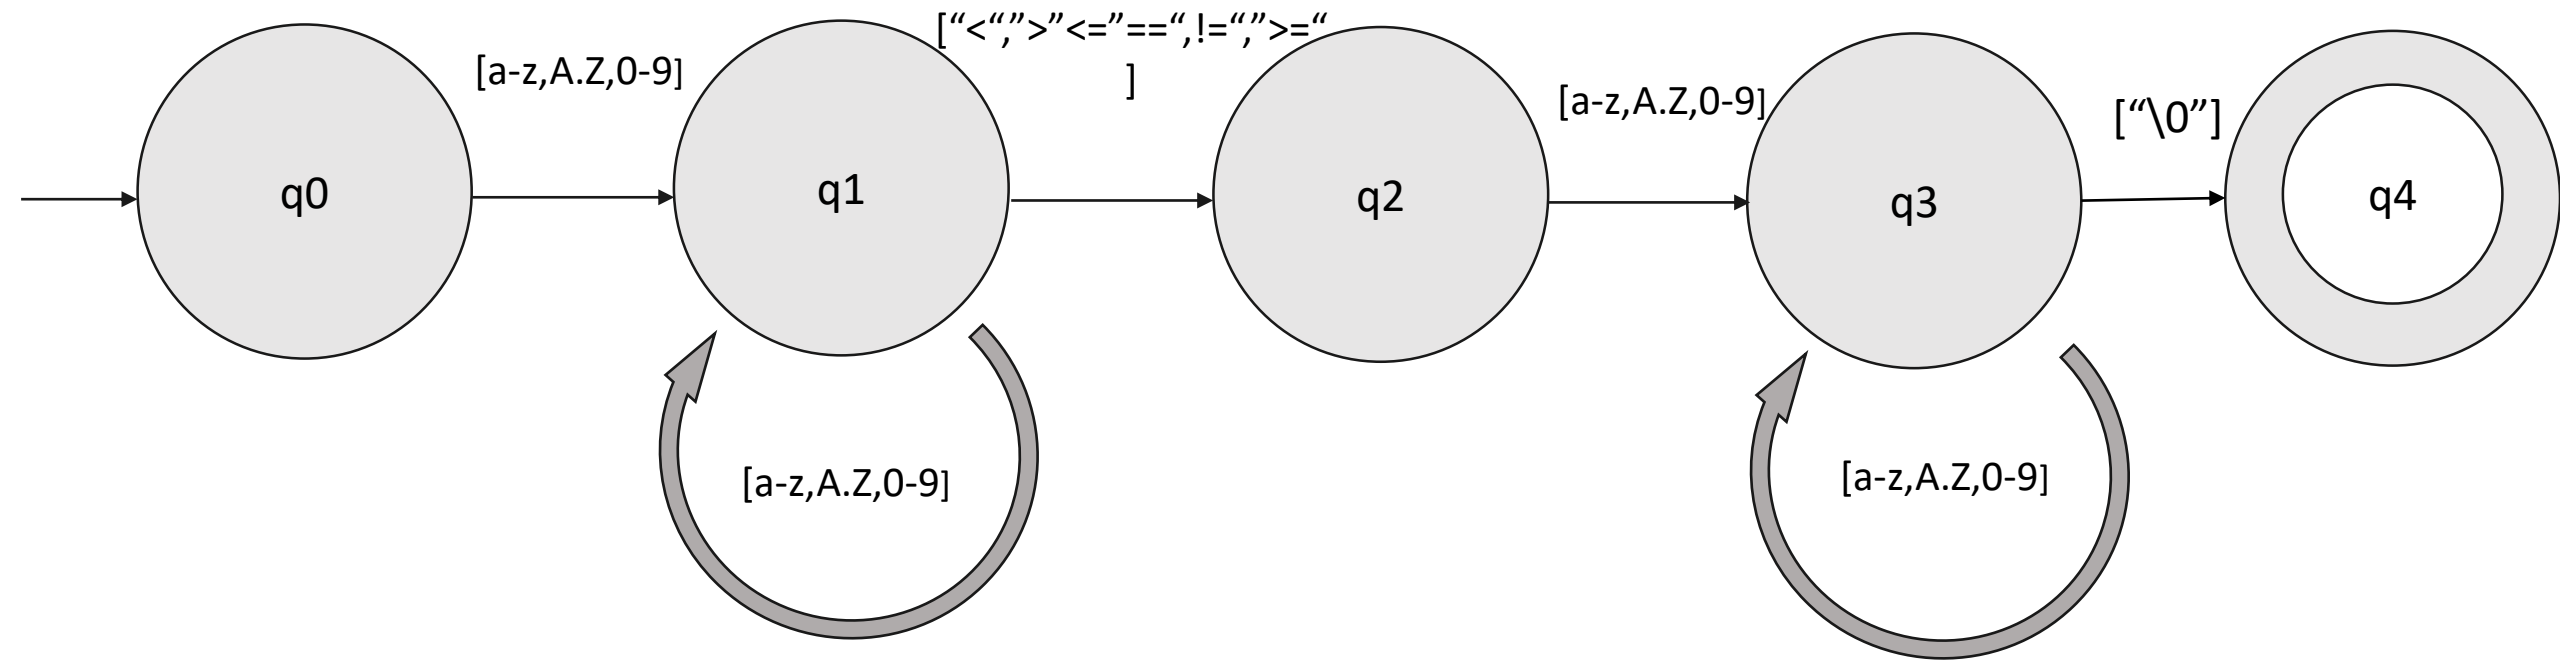 [“<“,”>”<=”==“,!=“,”>=“
]
[a-z,A.Z,0-9]
[a-z,A.Z,0-9]
[“\0”]
q0
q1
q2
q3
q4
[a-z,A.Z,0-9]
[a-z,A.Z,0-9]